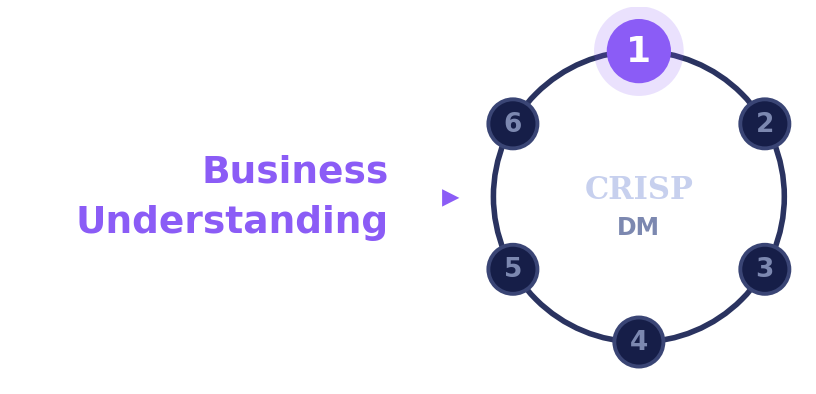 Business
Understanding
▶
1
2
3
4
5
6
CRISP
DM